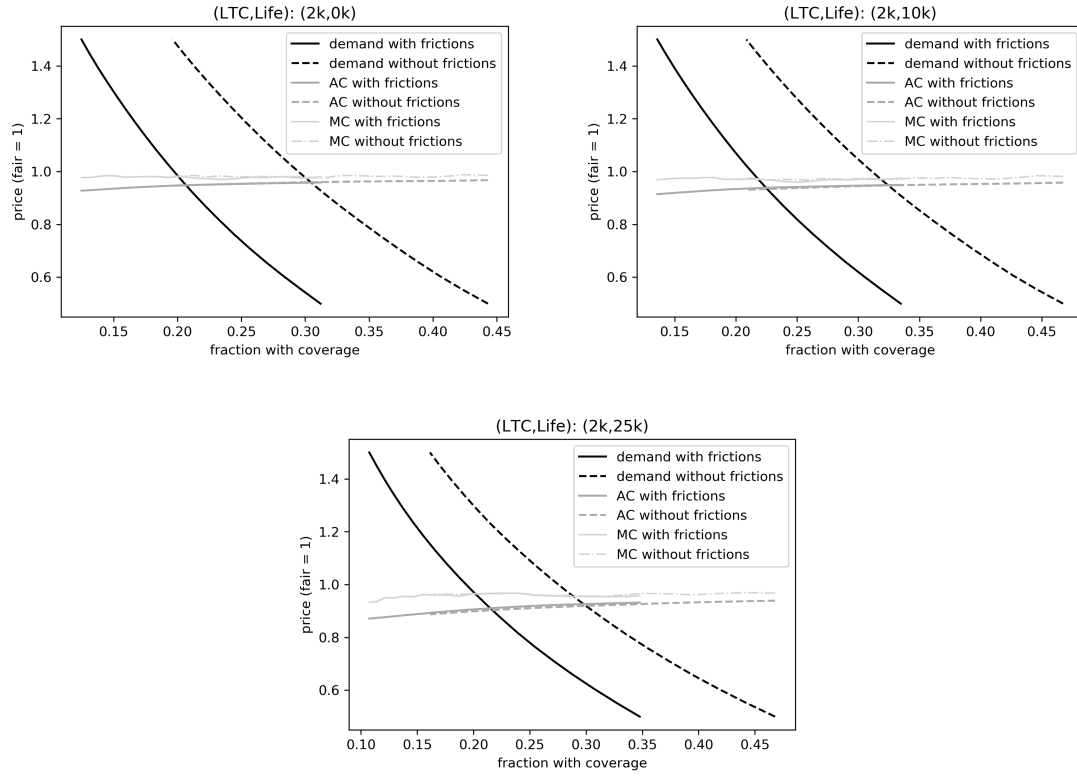 (LTC,Life): (2k,0k)
demand with frictions
demand without frictions
AC with frictions
AC without frictions
MC with frictions
MC without frictions
price (fair = 1)
1.4
1.2
1.0
0.8
0.6
0.15 0.20 0.25 0.30 0.35 0.40 0.45
fraction with coverage
(LTC,Life): (2k,10k)
demand with frictions
demand without frictions
AC with frictions
AC without frictions
MC with frictions
MC without frictions
price (fair = 1)
1.4
1.2
1.0
0.8
0.6
0.15 0.20 0.25 0.30 0.35 0.40 0.45
fraction with coverage
(LTC,Life): (2k,25k)
demand with frictions
demand without frictions
AC with frictions
AC without frictions
MC with frictions
MC without frictions
price (fair = 1)
1.4
1.2
1.0
0.8
0.6
0.10 0.15 0.20 0.25 0.30 0.35 0.40 0.45
fraction with coverage